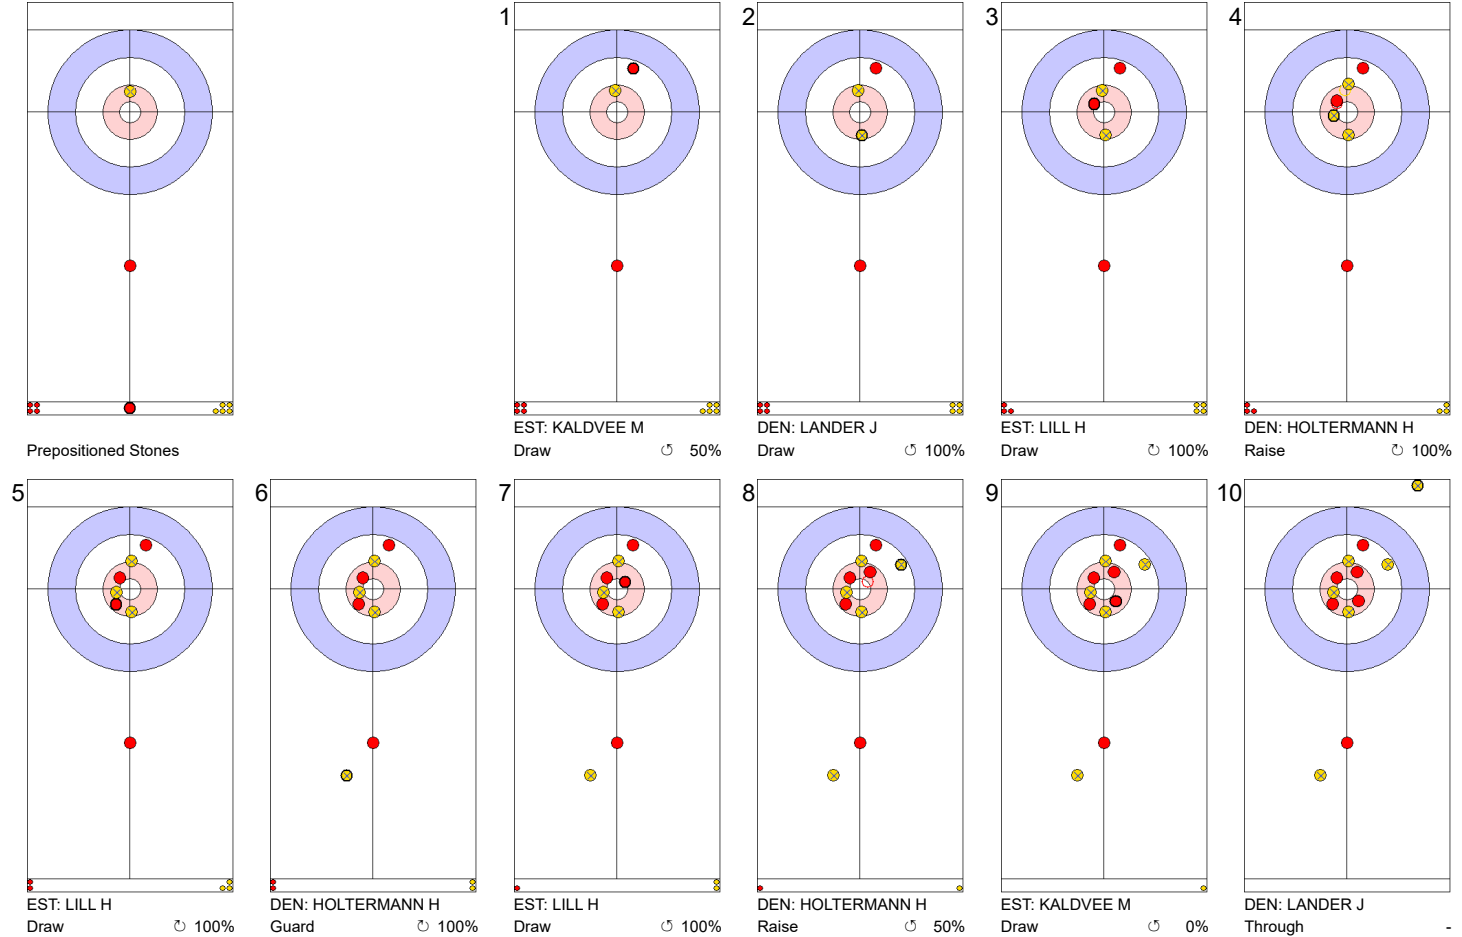 1
2
3
4
Prepositioned Stones
EST: KALDVEE M
Draw ↺ 50%
DEN: LANDER J
Draw ↺ 100%
EST: LILL H
Draw ↻ 100%
DEN: HOLTERMANN H
Raise ↻ 100%
5
6
7
8
9
10
EST: LILL H
Draw ↻ 100%
DEN: HOLTERMANN H
Guard ↻ 100%
EST: LILL H
Draw ↺ 100%
DEN: HOLTERMANN H
Raise ↺ 50%
EST: KALDVEE M
Draw ↺ 0%
DEN: LANDER J
Through -